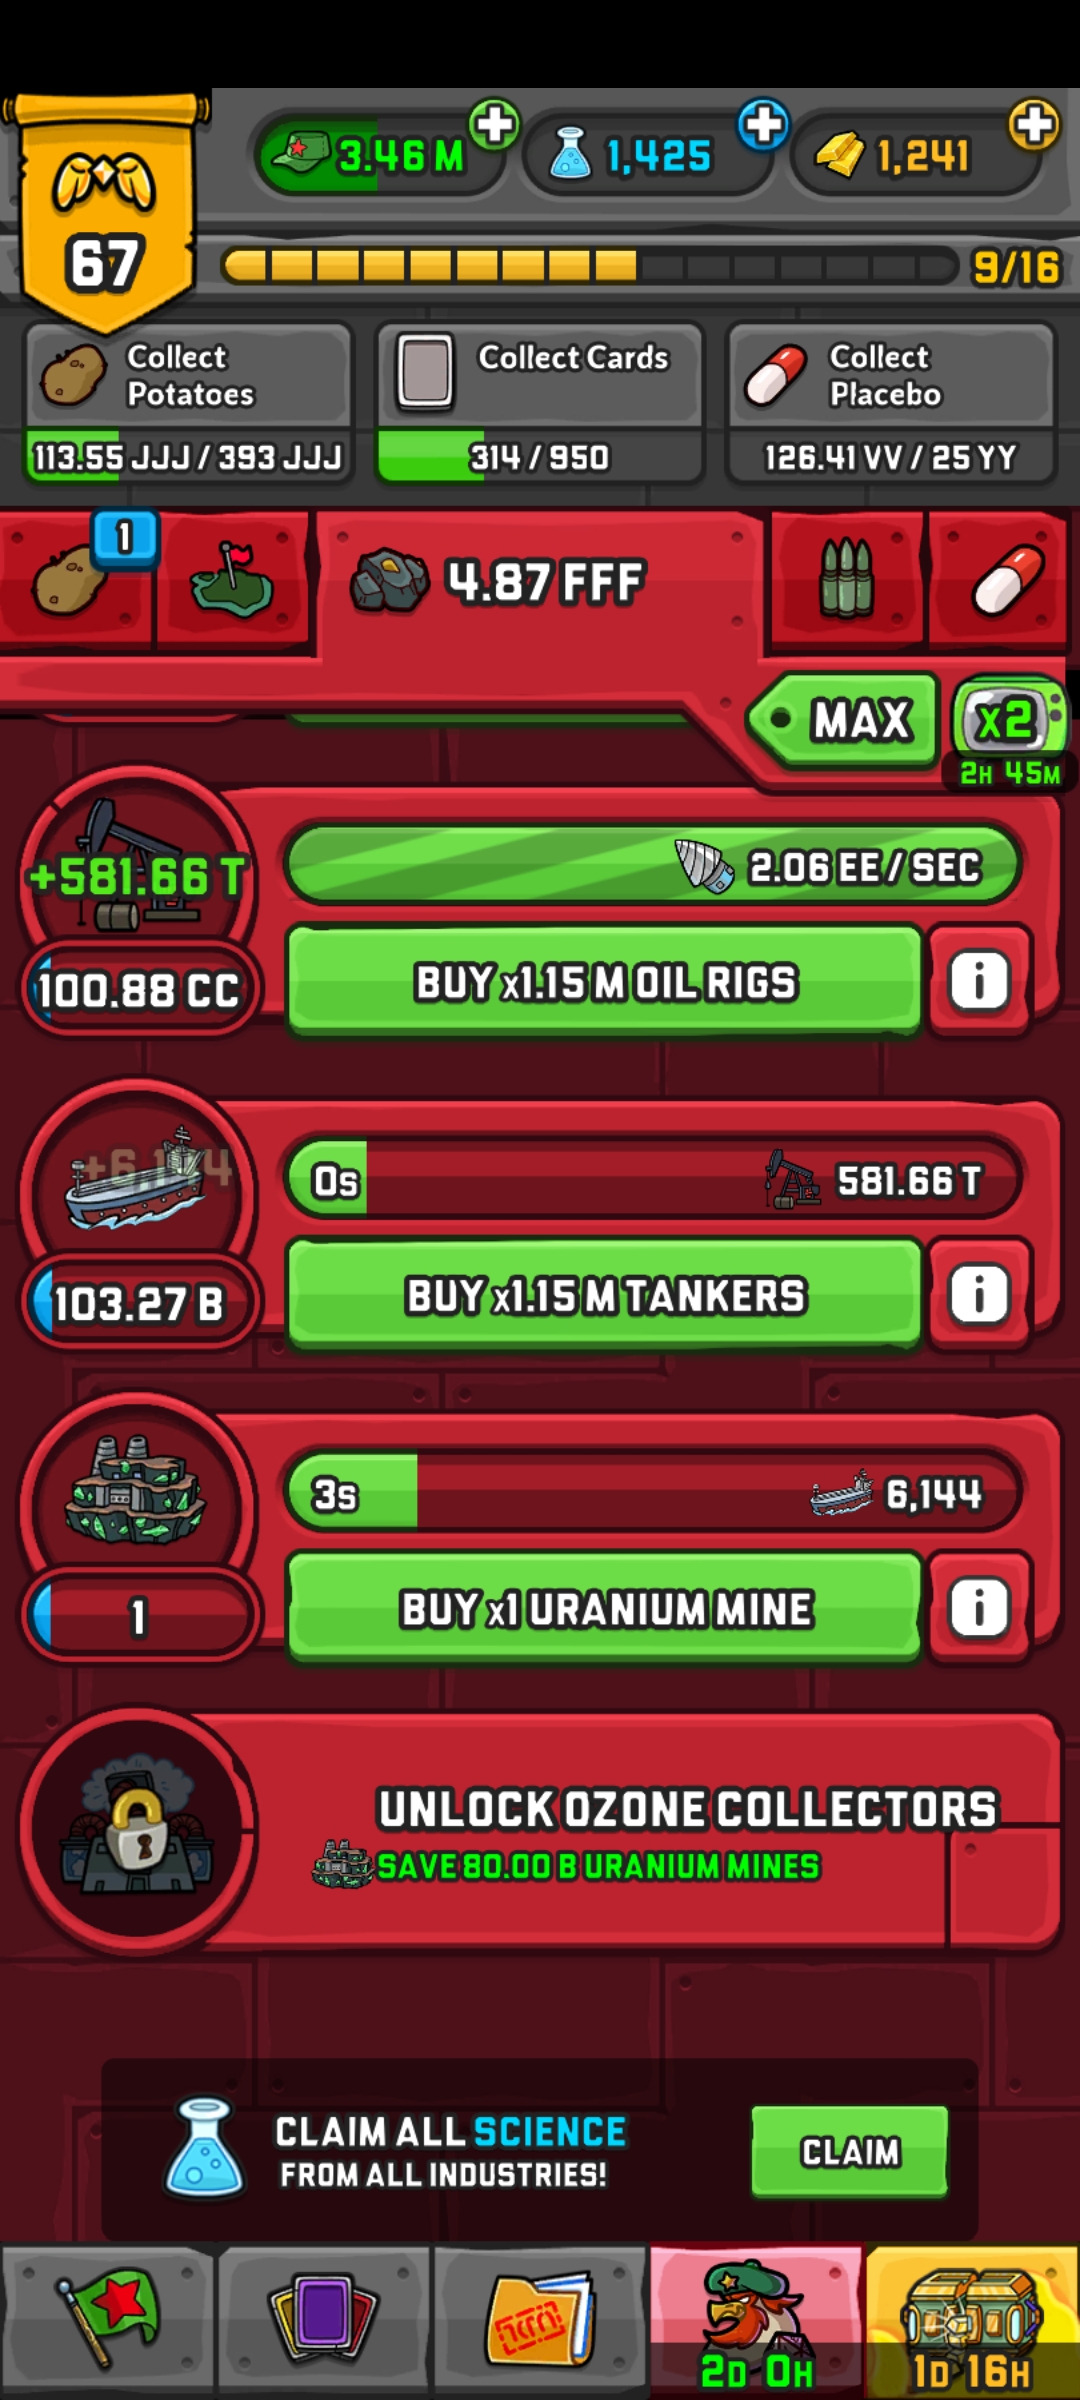 3.46 M
1,425
1,241
67
9/16
Collect
Potatoes
113.55 JJJ / 393 JJJ
Collect Cards
314 / 950
Collect
Placebo
126.41 VV / 25 YY
1
4.87 FFF
MAX
x2
2H 45M
+581.66 T
2.06 EE / SEC
100.88 CC
BUY x1.15 M OIL RIGS
i
+6,144
0s
581.66 T
103.27 B
BUY x1.15 M TANKERS
i
3s
6,144
1
BUY x1 URANIUM MINE
i
UNLOCK OZONE COLLECTORS
SAVE 80.00 B URANIUM MINES
CLAIM ALL SCIENCE
FROM ALL INDUSTRIES!
CLAIM
2D 0H
1D 16H